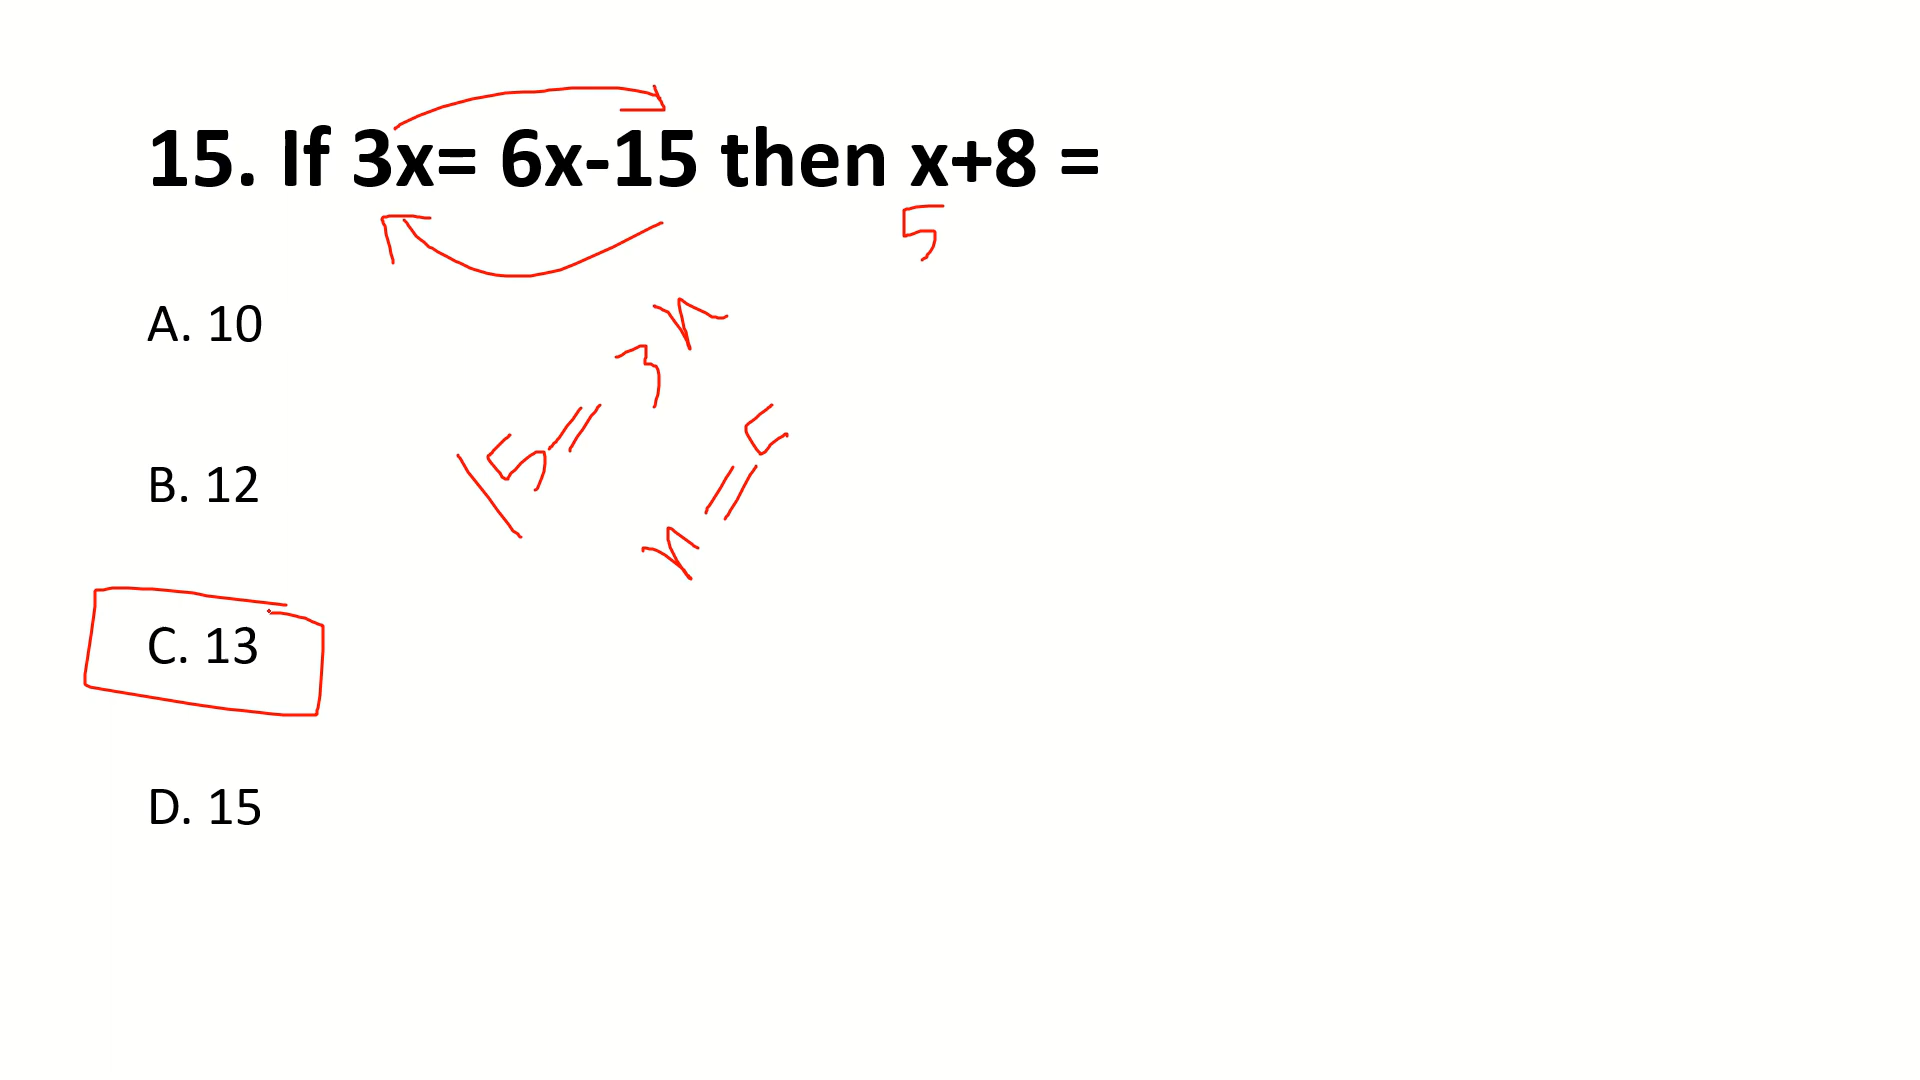 15. If 3x= 6x-15 then x+8 =
5
A. 10
15 = 3x
B. 12
x = 5
C. 13
D. 15